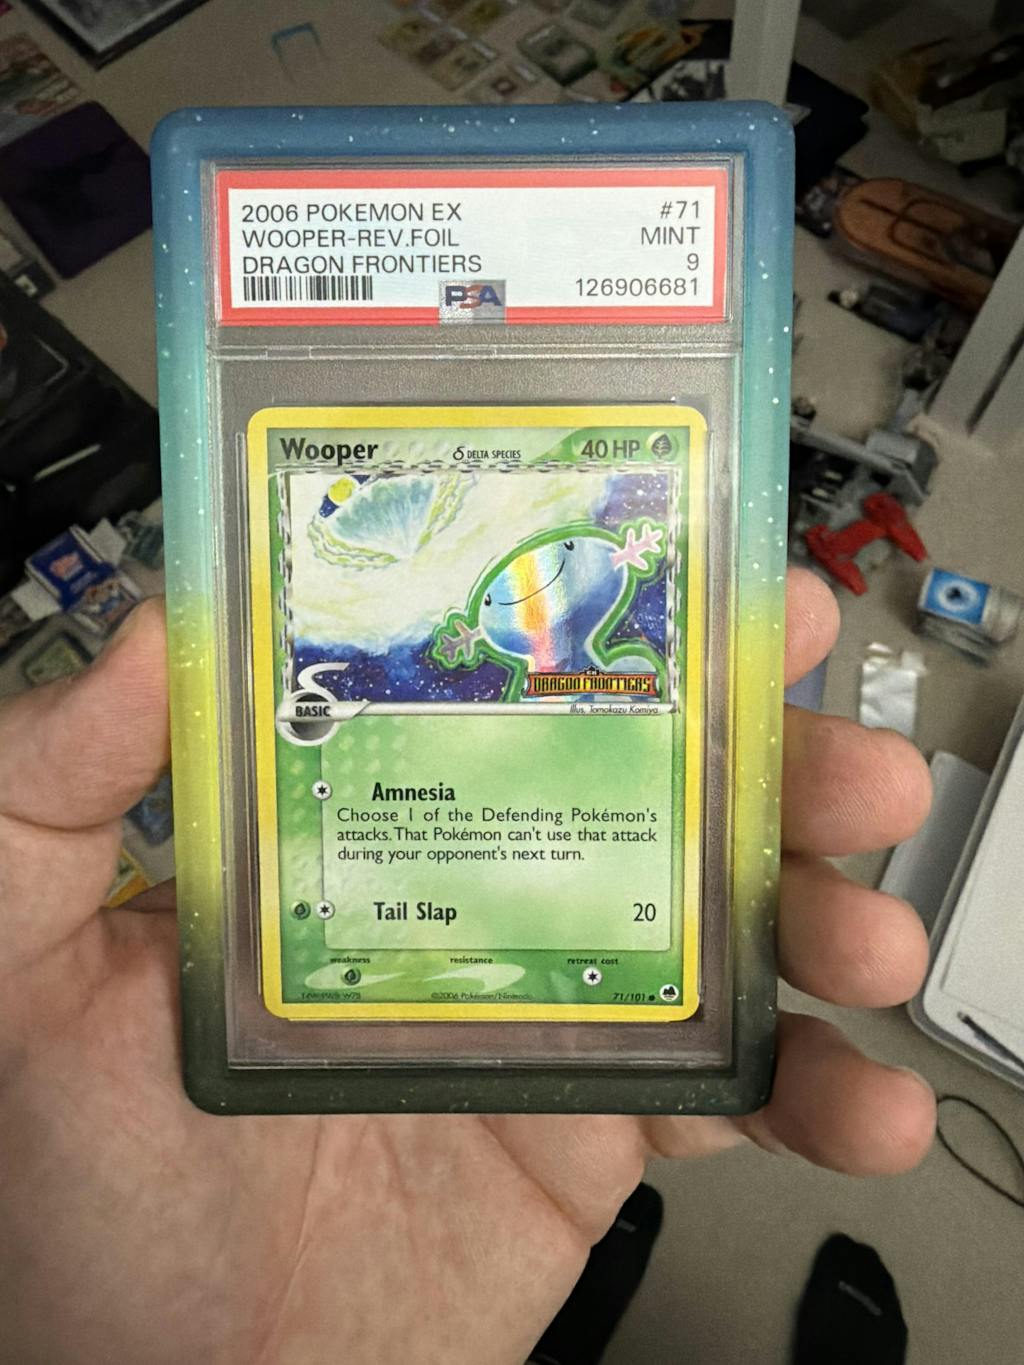 2006 POKEMON EX #71
WOOPER-REV.FOIL MINT
DRAGON FRONTIERS 9
PSA 126906681
Wooper δ DELTA SPECIES 40 HP
DRAGON FRONTIERS
BASIC
Illus. Tomokazu Komiya
Amnesia
Choose 1 of the Defending Pokémon's
attacks. That Pokémon can't use that attack
during your opponent's next turn.
Tail Slap 20
weakness resistance retreat cost
©2006 Pokémon/Nintendo 71/101